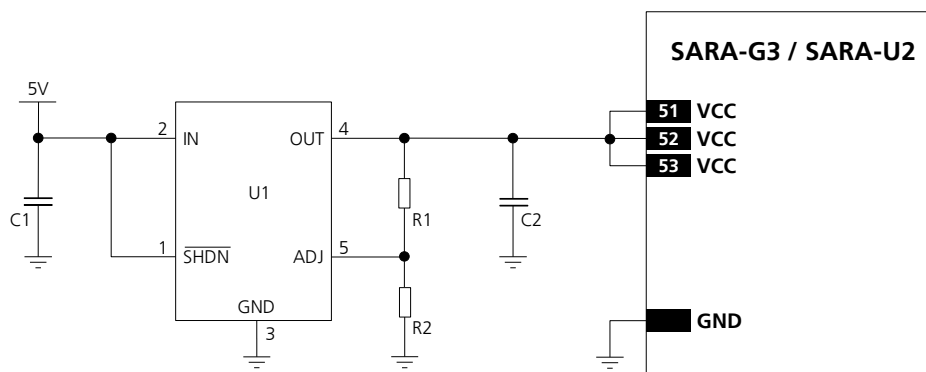 SARA-G3 / SARA-U2
5V
51 VCC
2 IN OUT 4
52 VCC
53 VCC
U1
C1
R1
C2
1 SHDN ADJ 5
GND
3
R2
GND